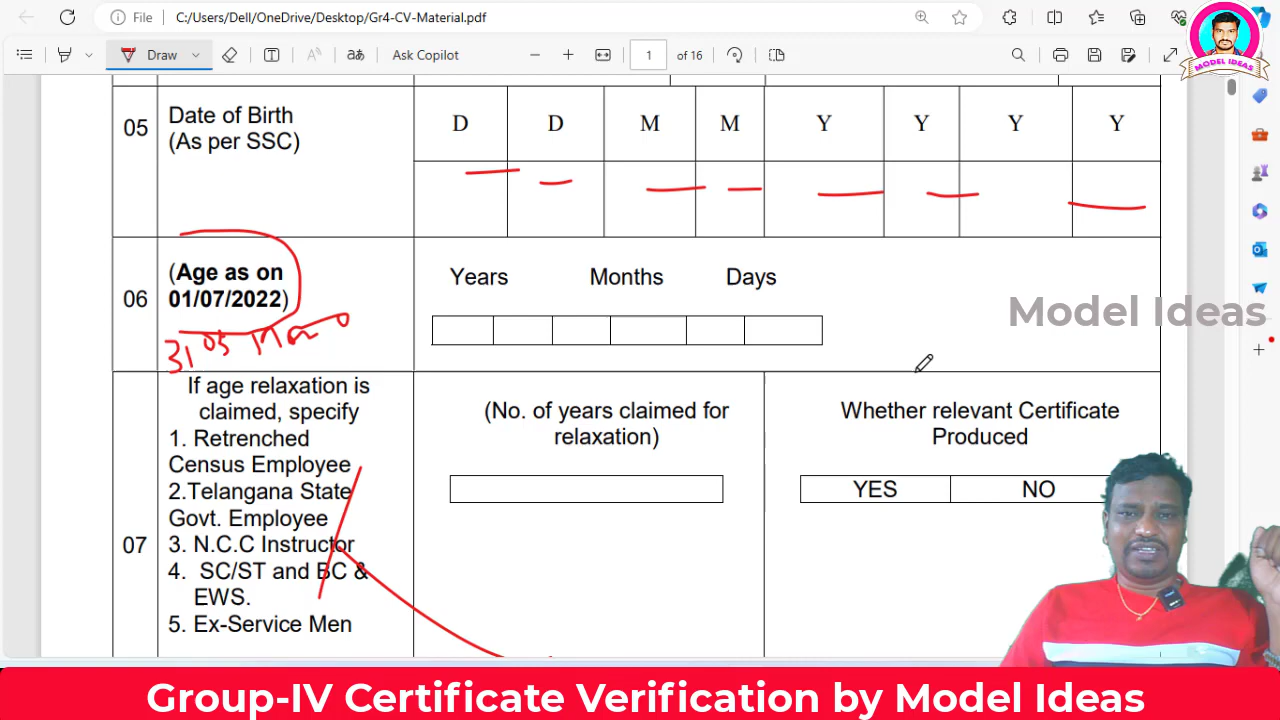 File
C:/Users/Dell/OneDrive/Desktop/Gr4-CV-Material.pdf
MODEL IDEAS
Draw
Ask Copilot
1
of 16
05
Date of Birth
(As per SSC)
D D M M Y Y Y Y
06
(Age as on
01/07/2022)
Years Months Days
Model Ideas
31 05
07
If age relaxation is
claimed, specify
1. Retrenched
Census Employee
2.Telangana State
Govt. Employee
3. N.C.C Instructor
4. SC/ST and BC &
EWS.
5. Ex-Service Men
(No. of years claimed for
relaxation)
Whether relevant Certificate
Produced
YES NO
Group-IV Certificate Verification by Model Ideas